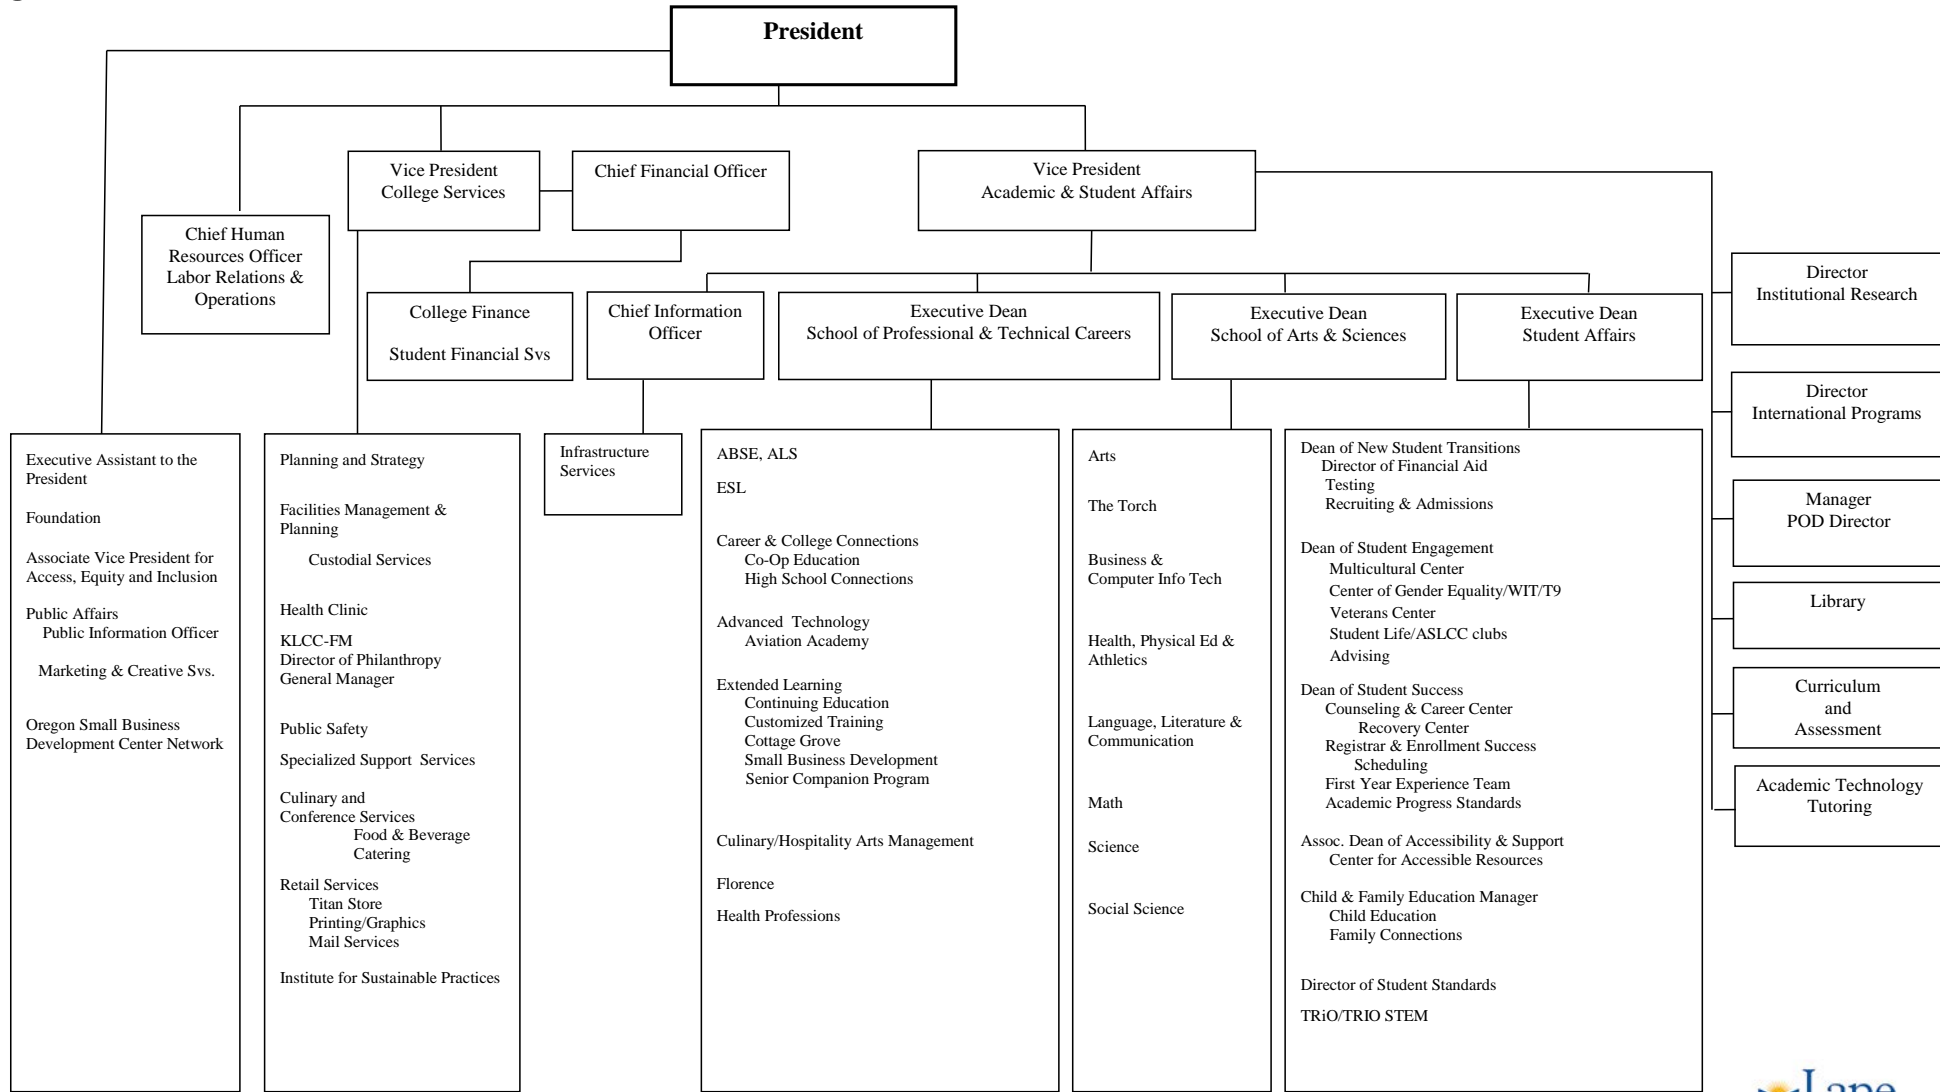 President
Vice President
College Services
Chief Financial Officer
Vice President
Academic & Student Affairs
Chief Human
Resources Officer
Labor Relations &
Operations
College Finance
Student Financial Svs
Chief Information
Officer
Executive Dean
School of Professional & Technical Careers
Executive Dean
School of Arts & Sciences
Executive Dean
Student Affairs
Director
Institutional Research
Director
International Programs
Manager
POD Director
Library
Curriculum
and
Assessment
Academic Technology
Tutoring
Executive Assistant to the
President
Foundation
Associate Vice President for
Access, Equity and Inclusion
Public Affairs
Public Information Officer
Marketing & Creative Svs.
Oregon Small Business
Development Center Network
Planning and Strategy
Facilities Management &
Planning
Custodial Services
Health Clinic
KLCC-FM
Director of Philanthropy
General Manager
Public Safety
Specialized Support  Services
Culinary and
Conference Services
Food & Beverage
Catering
Retail Services
Titan Store
Printing/Graphics
Mail Services
Institute for Sustainable Practices
Infrastructure
Services
ABSE, ALS
ESL
Career & College Connections
Co-Op Education
High School Connections
Advanced  Technology
Aviation Academy
Extended Learning
Continuing Education
Customized Training
Cottage Grove
Small Business Development
Senior Companion Program
Culinary/Hospitality Arts Management
Florence
Health Professions
Arts
The Torch
Business &
Computer Info Tech
Health, Physical Ed &
Athletics
Language, Literature &
Communication
Math
Science
Social Science
Dean of New Student Transitions
Director of Financial Aid
Testing
Recruiting & Admissions
Dean of Student Engagement
Multicultural Center
Center of Gender Equality/WIT/T9
Veterans Center
Student Life/ASLCC clubs
Advising
Dean of Student Success
Counseling & Career Center
Recovery Center
Registrar & Enrollment Success
Scheduling
First Year Experience Team
Academic Progress Standards
Assoc. Dean of Accessibility & Support
Center for Accessible Resources
Child & Family Education Manager
Child Education
Family Connections
Director of Student Standards
TRiO/TRIO STEM
Lane